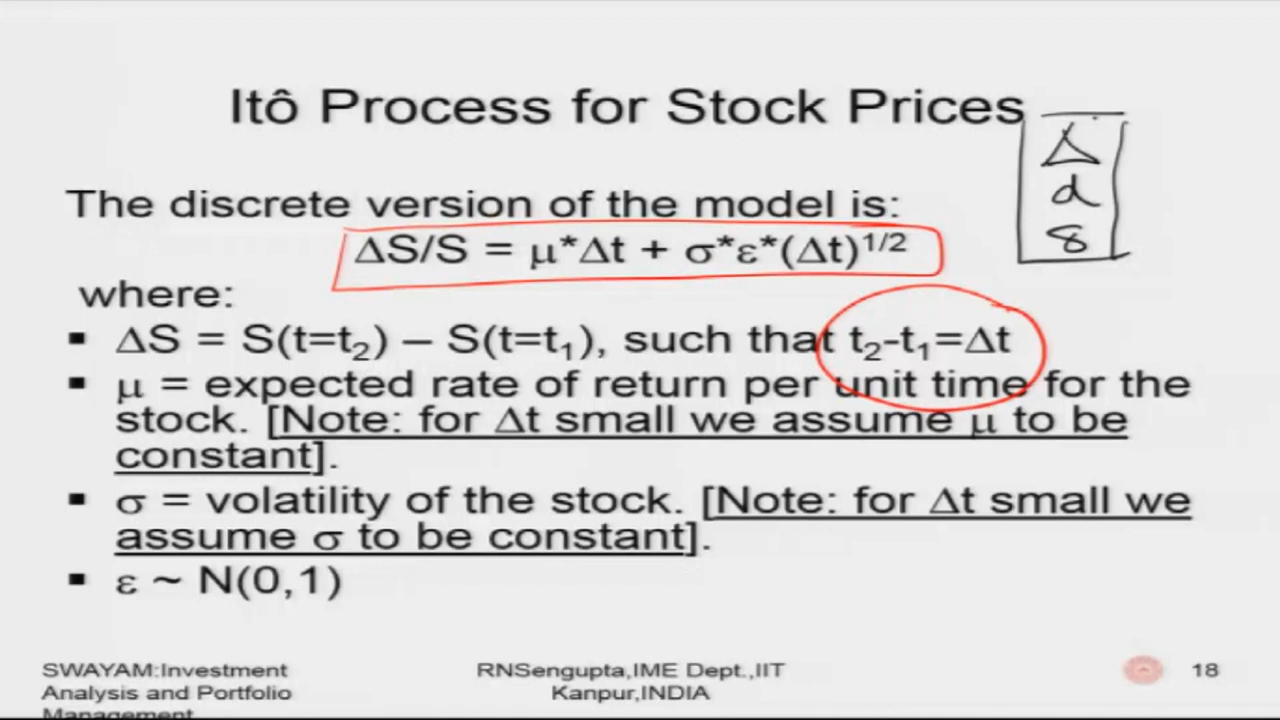 Itô Process for Stock Prices
Δ
d
8
The discrete version of the model is:
ΔS/S = μ*Δt + σ*ε*(Δt)^1/2
where:
▪ ΔS = S(t=t₂) – S(t=t₁), such that t₂-t₁=Δt
▪ μ = expected rate of return per unit time for the
stock. [Note: for Δt small we assume μ to be
constant].
▪ σ = volatility of the stock. [Note: for Δt small we
assume σ to be constant].
▪ ε ~ N(0,1)
SWAYAM:Investment
Analysis and Portfolio
Management
RNSengupta,IME Dept.,IIT
Kanpur,INDIA
18